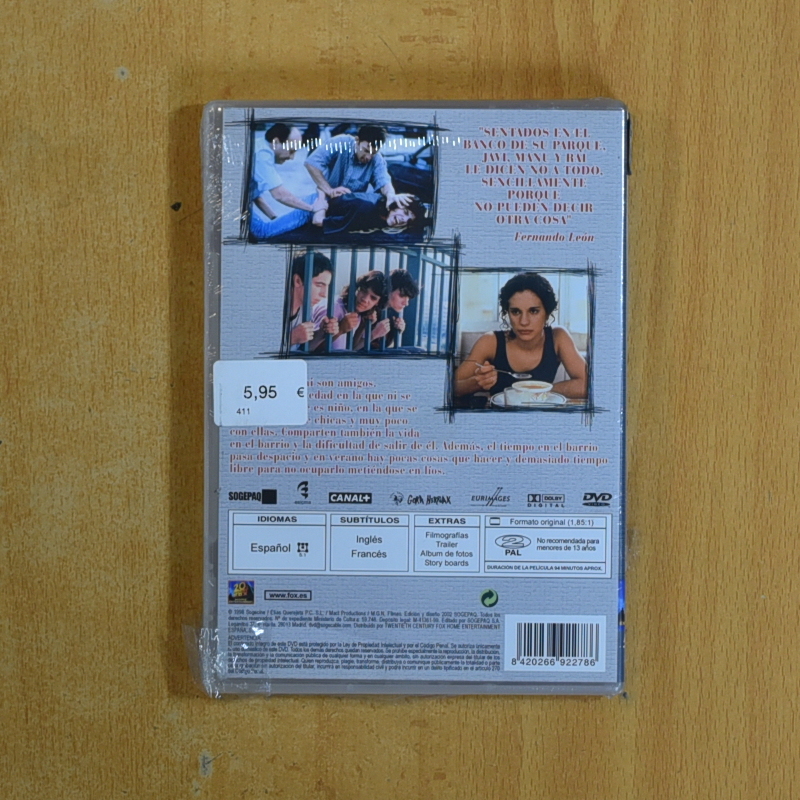 "SENTADOS EN EL
BANCO DE SU PARQUE,
JAVI, MANU Y RAI
LE DICEN NO A TODO,
SENCILLAMENTE
PORQUE
NO PUEDEN DECIR
OTRA COSA"
Fernando León
5,95 €
411
son amigos.
edad en la que ni se
es niño, en la que se
chicas y muy poco
con ellas. Comparten también la vida
en el barrio y la dificultad de salir de él. Además, el tiempo en el barrio
pasa despacio y en verano hay pocas cosas que hacer y demasiado tiempo
libre para no ocuparlo metiéndose en líos.
SOGEPAQ CANAL+ EURIMAGES DOLBY DIGITAL DVD
IDIOMAS
Español
SUBTÍTULOS
Inglés
Francés
EXTRAS
Filmografías
Trailer
Album de fotos
Story boards
Formato original (1,85:1)
2
PAL
No recomendada para
menores de 13 años
DURACIÓN DE LA PELÍCULA 94 MINUTOS APROX.
www.fox.es
ADVERTENCIA
8 420266 922786